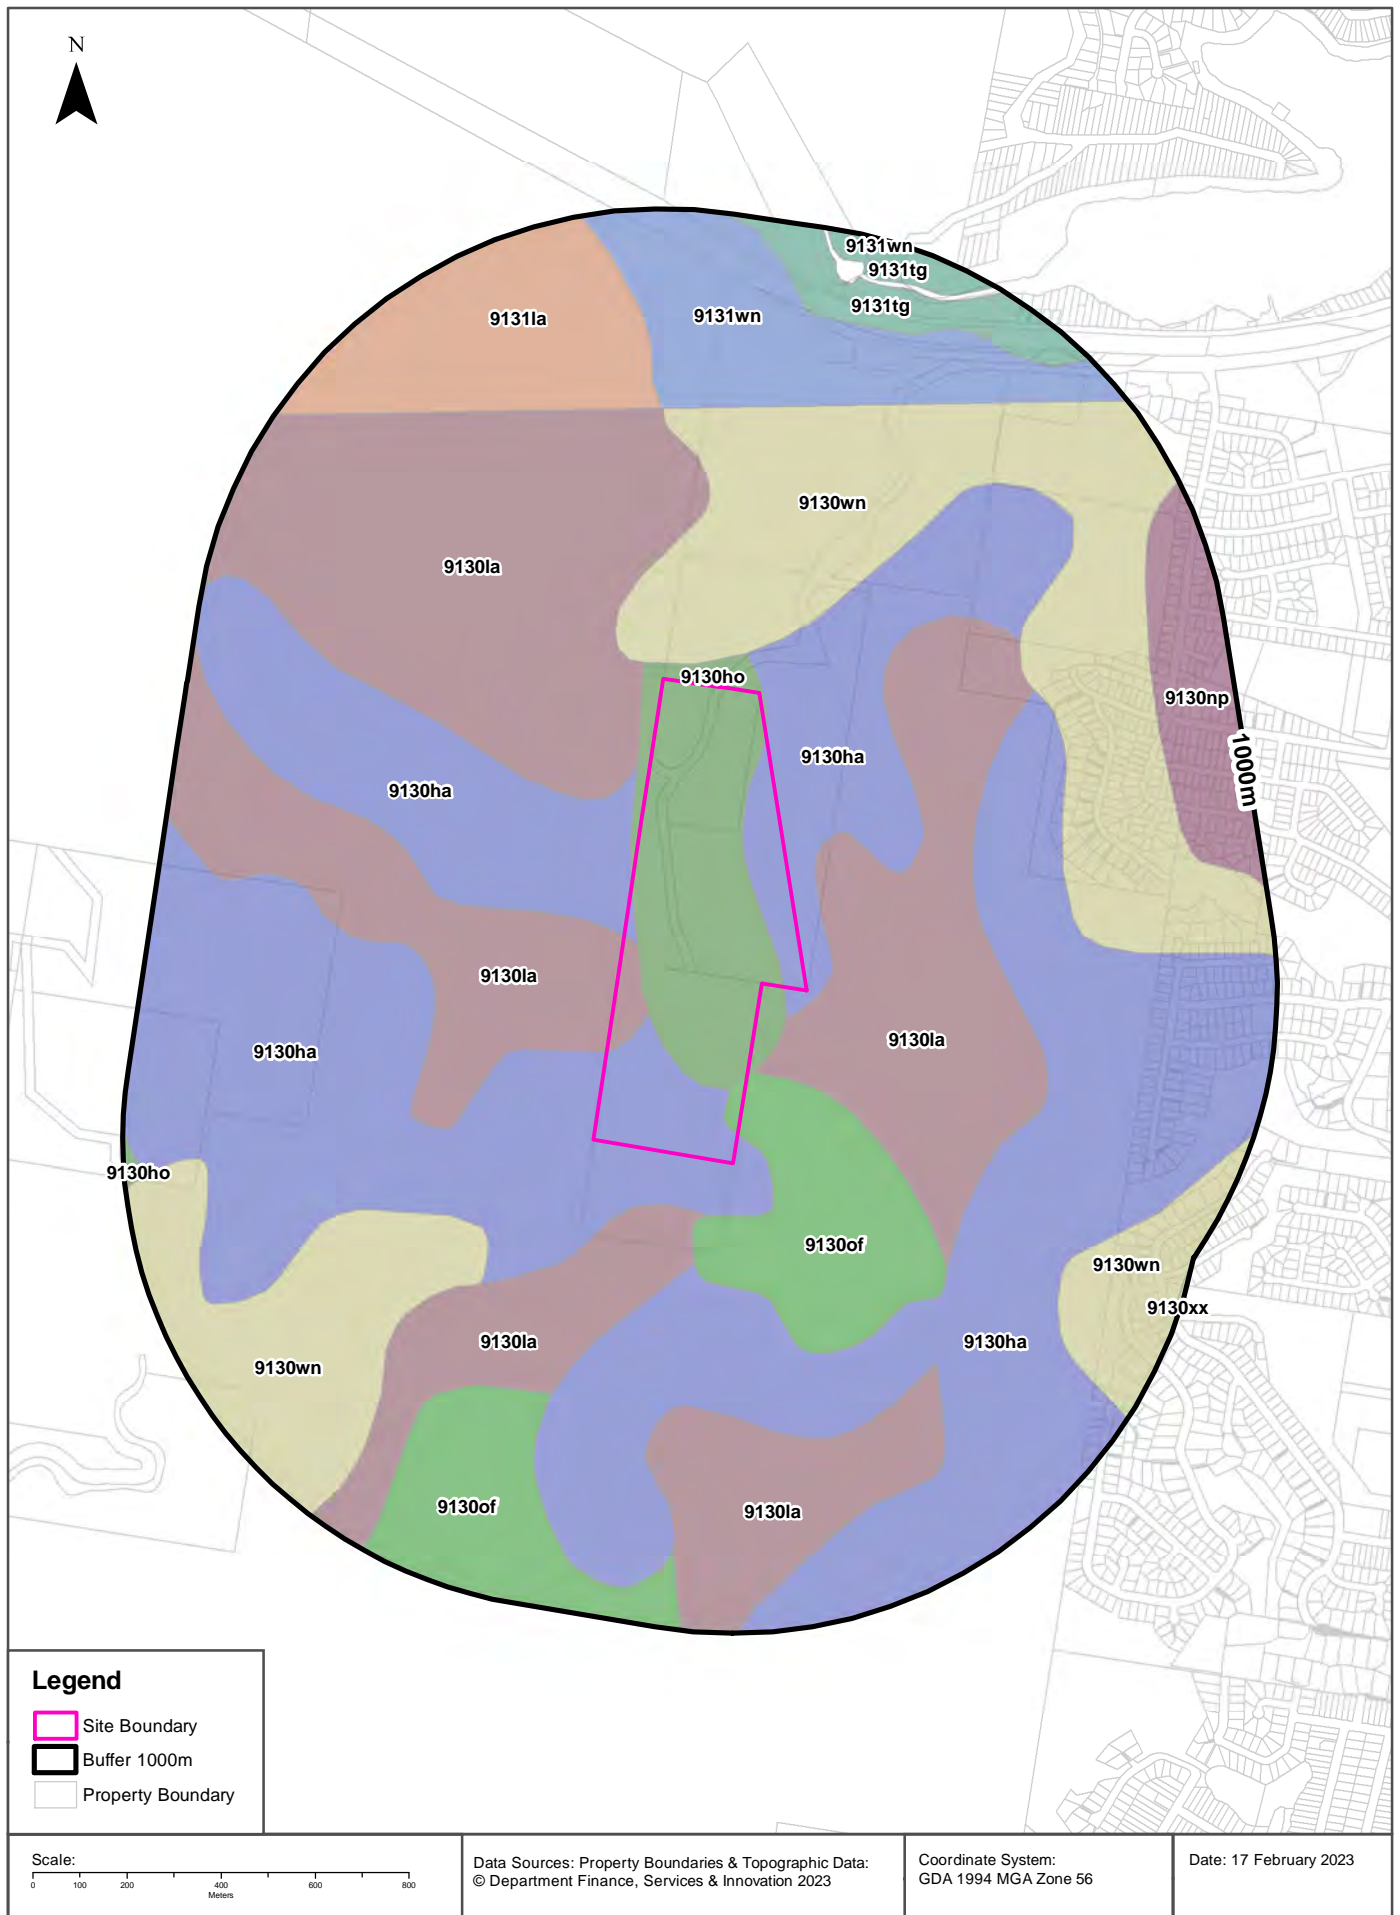 N
9131wn
9131tg
9131tg
9131la
9131wn
9130wn
9130la
9130ho
9130np
9130ha
1000m
9130ha
9130la
9130la
9130ha
9130ho
9130of
9130wn
9130xx
9130la
9130ha
9130wn
9130of
9130la
Legend
Site Boundary
Buffer 1000m
Property Boundary
Scale:
0 100 200 400 600 800
Meters
Data Sources: Property Boundaries & Topographic Data:
© Department Finance, Services & Innovation 2023
Coordinate System:
GDA 1994 MGA Zone 56
Date: 17 February 2023